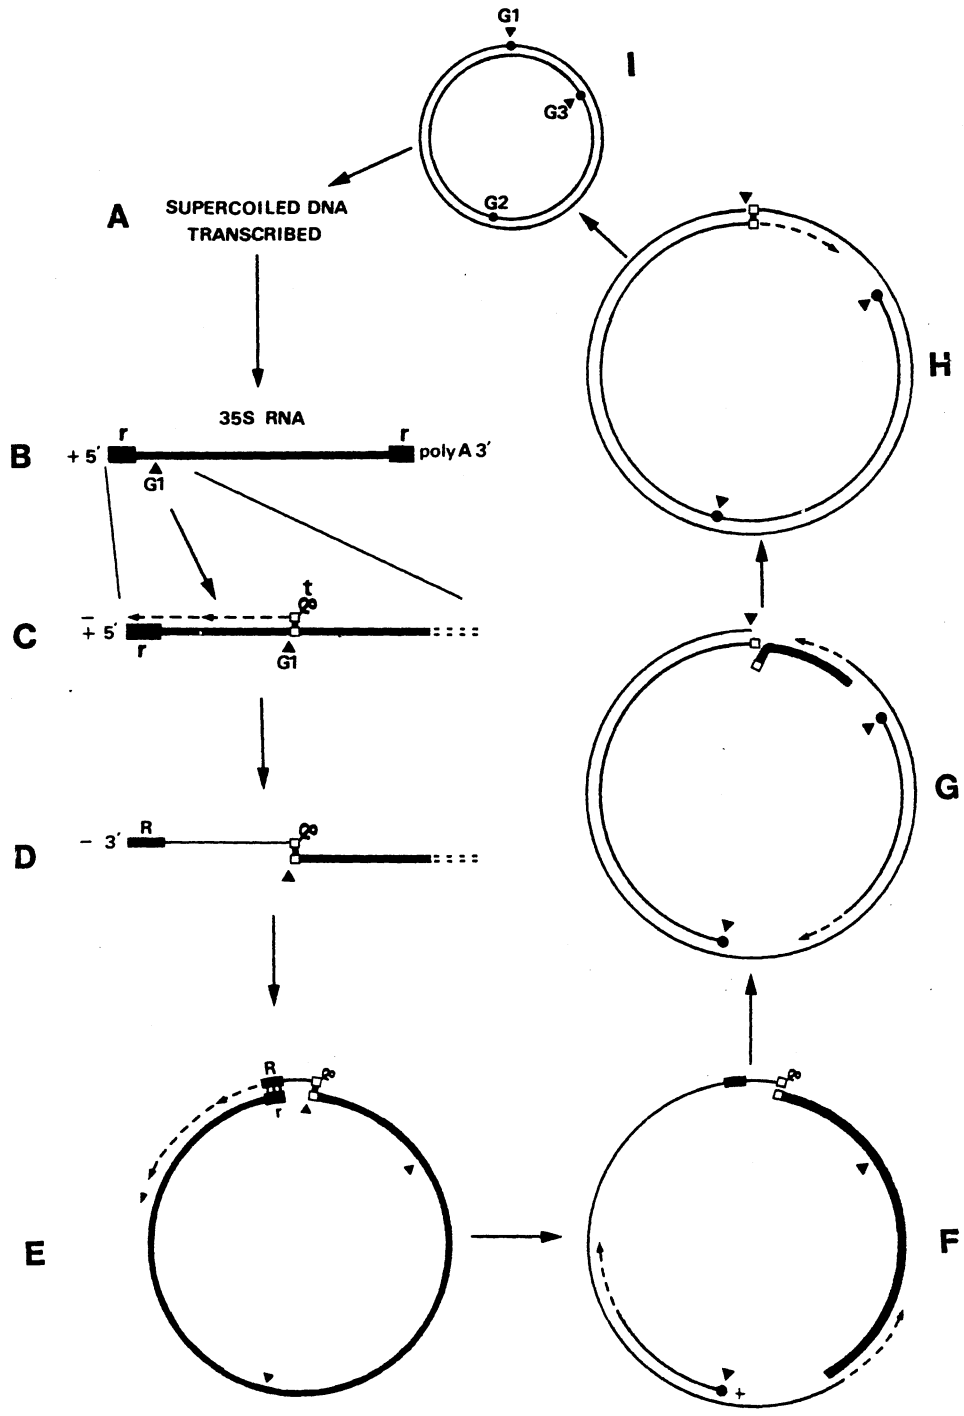 G1
I
G3
G2
A
SUPERCOILED DNA
TRANSCRIBED
H
35S RNA
r
r
B
+ 5′
poly A 3′
G1
t
−
C
+ 5′
r
G1
G
R
D
− 3′
R
r
E
F
+